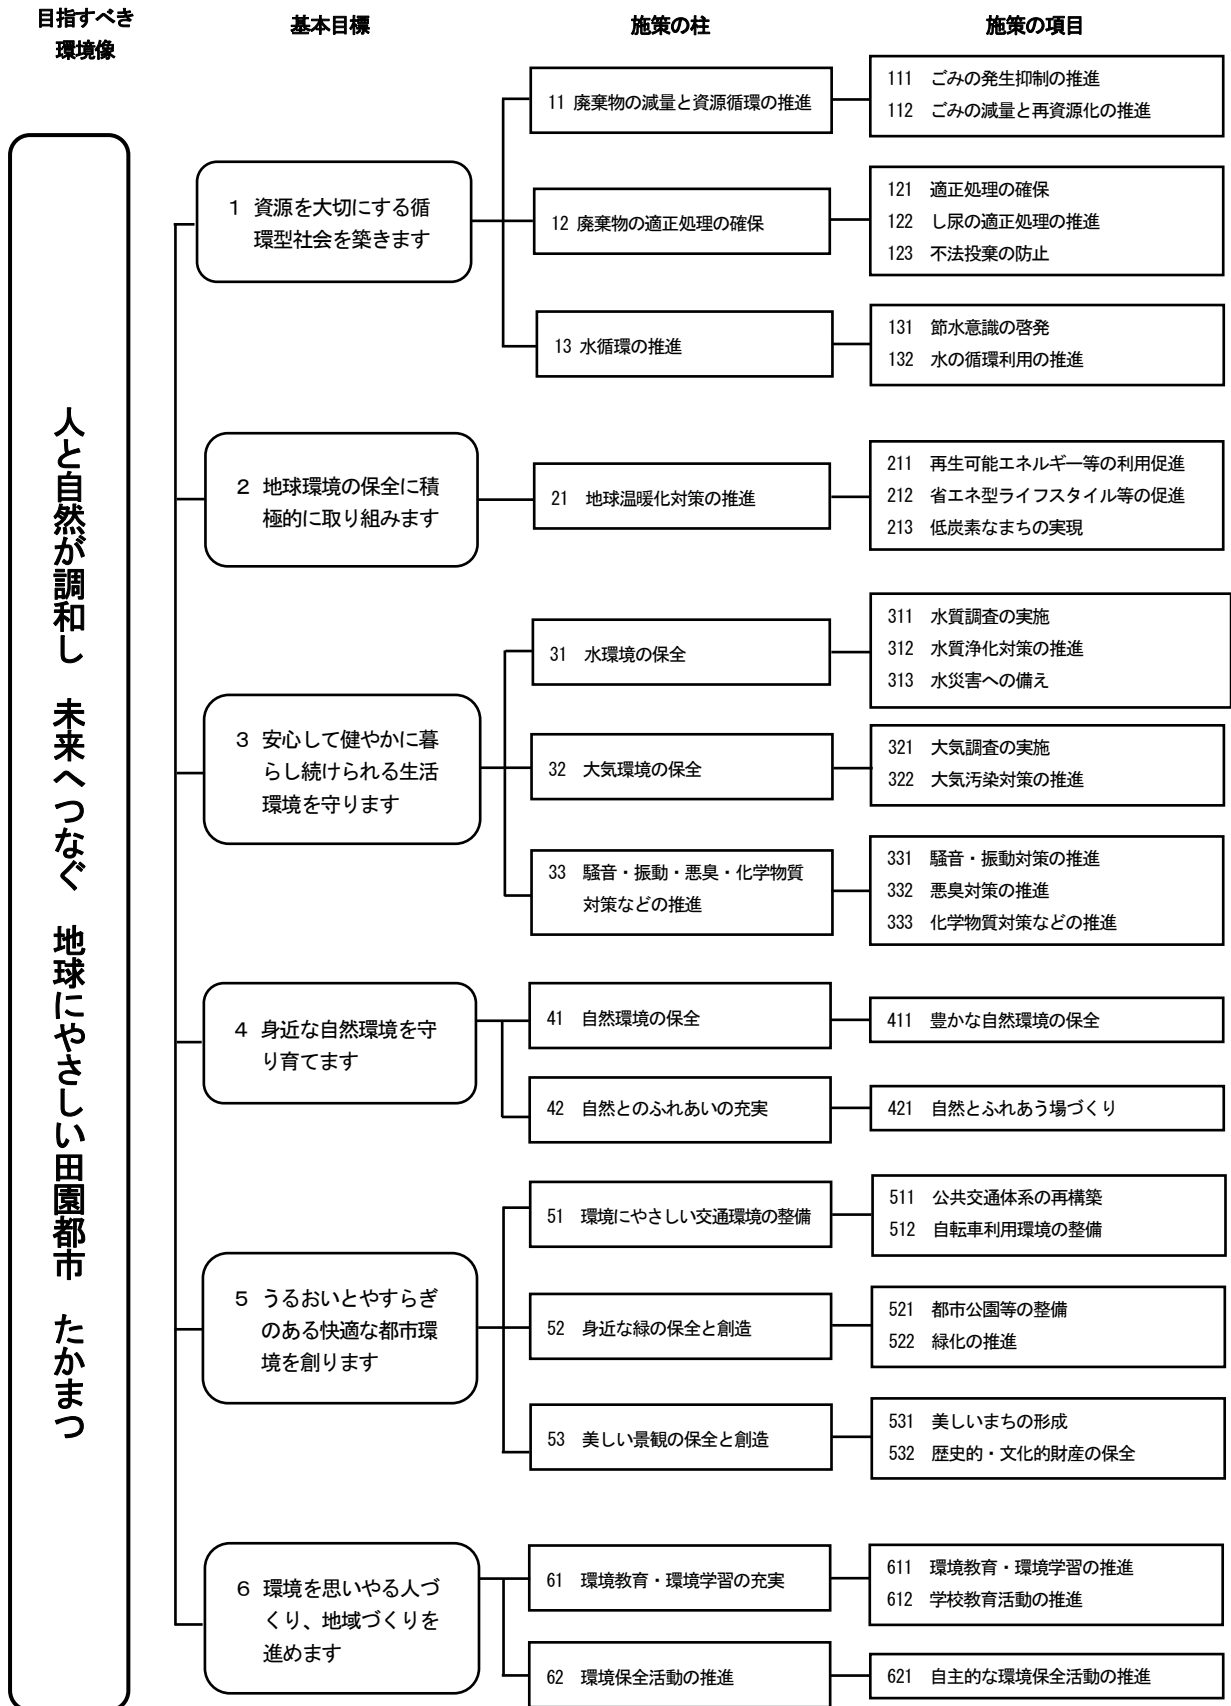 目指すべき
環境像
基本目標
施策の柱
施策の項目
人と自然が調和し　未来へつなぐ　地球にやさしい田園都市　たかまつ
1 資源を大切にする循
環型社会を築きます
11 廃棄物の減量と資源循環の推進
111 ごみの発生抑制の推進
112 ごみの減量と再資源化の推進
12 廃棄物の適正処理の確保
121 適正処理の確保
122 し尿の適正処理の推進
123 不法投棄の防止
13 水循環の推進
131 節水意識の啓発
132 水の循環利用の推進
2 地球環境の保全に積
極的に取り組みます
21 地球温暖化対策の推進
211 再生可能エネルギー等の利用促進
212 省エネ型ライフスタイル等の促進
213 低炭素なまちの実現
3 安心して健やかに暮
らし続けられる生活
環境を守ります
31 水環境の保全
311 水質調査の実施
312 水質浄化対策の推進
313 水災害への備え
32 大気環境の保全
321 大気調査の実施
322 大気汚染対策の推進
33 騒音・振動・悪臭・化学物質
対策などの推進
331 騒音・振動対策の推進
332 悪臭対策の推進
333 化学物質対策などの推進
4 身近な自然環境を守
り育てます
41 自然環境の保全
411 豊かな自然環境の保全
42 自然とのふれあいの充実
421 自然とふれあう場づくり
5 うるおいとやすらぎ
のある快適な都市環
境を創ります
51 環境にやさしい交通環境の整備
511 公共交通体系の再構築
512 自転車利用環境の整備
52 身近な緑の保全と創造
521 都市公園等の整備
522 緑化の推進
53 美しい景観の保全と創造
531 美しいまちの形成
532 歴史的・文化的財産の保全
6 環境を思いやる人づ
くり、地域づくりを
進めます
61 環境教育・環境学習の充実
611 環境教育・環境学習の推進
612 学校教育活動の推進
62 環境保全活動の推進
621 自主的な環境保全活動の推進